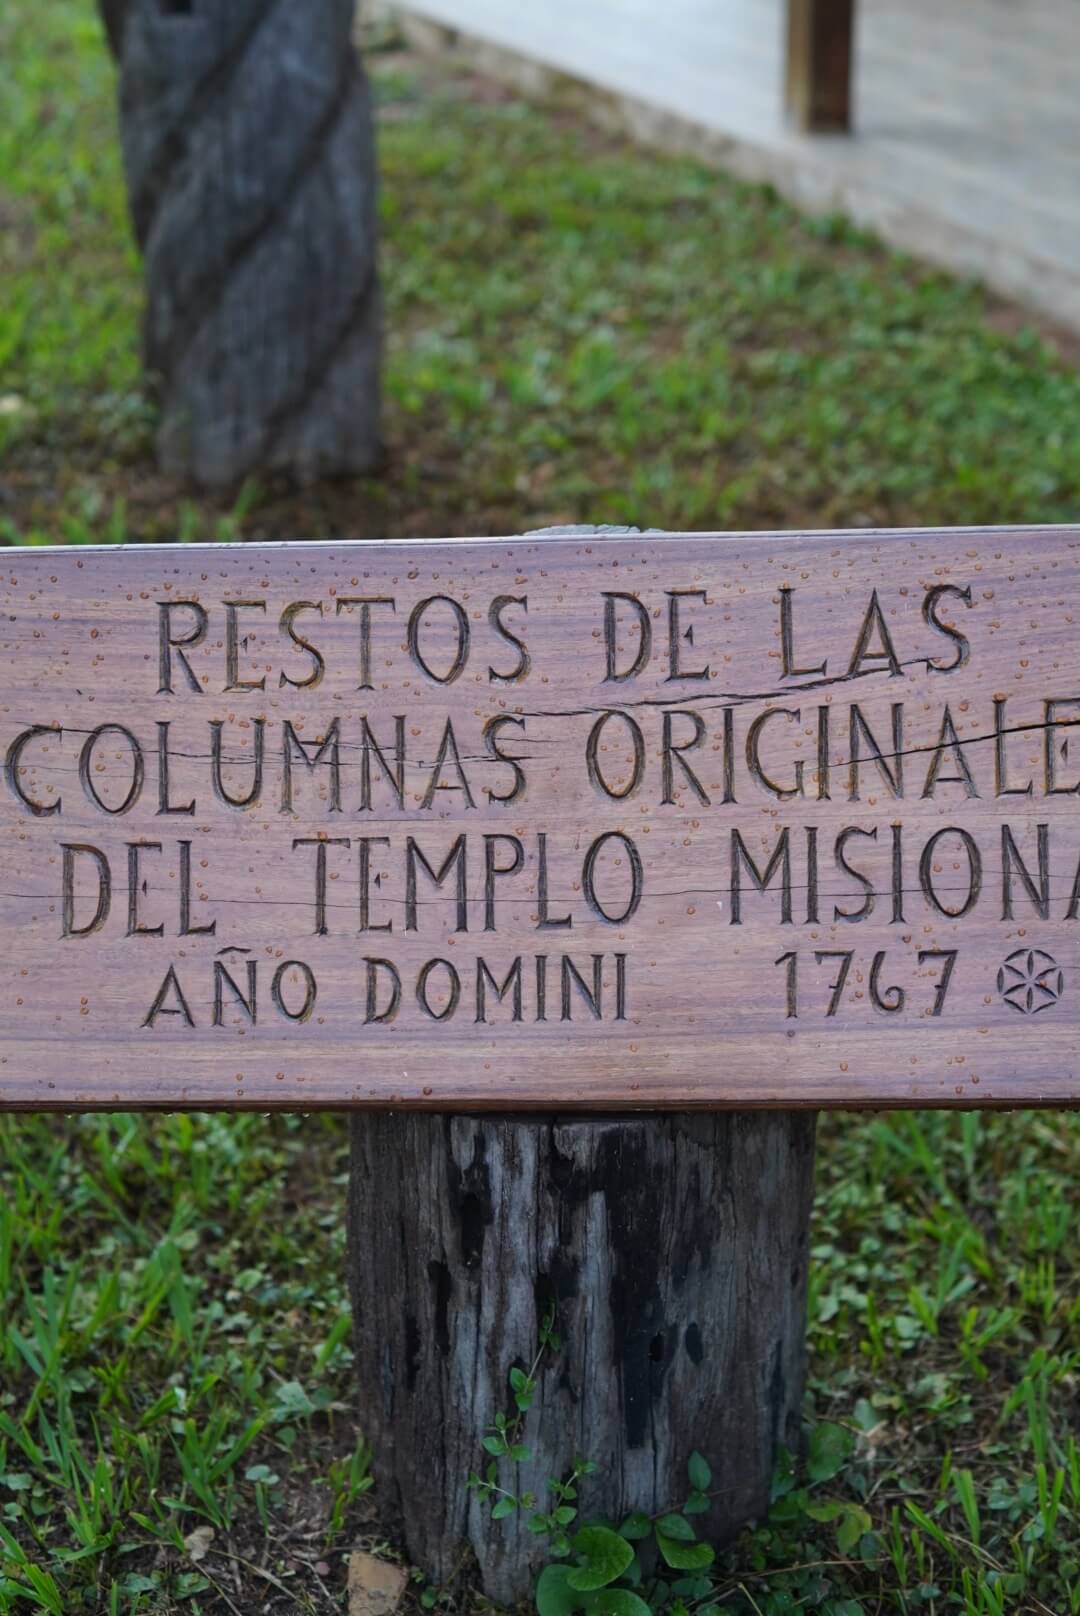 RESTOS DE LAS
COLUMNAS ORIGINALE
DEL TEMPLO MISIONA
AÑO DOMINI 1767